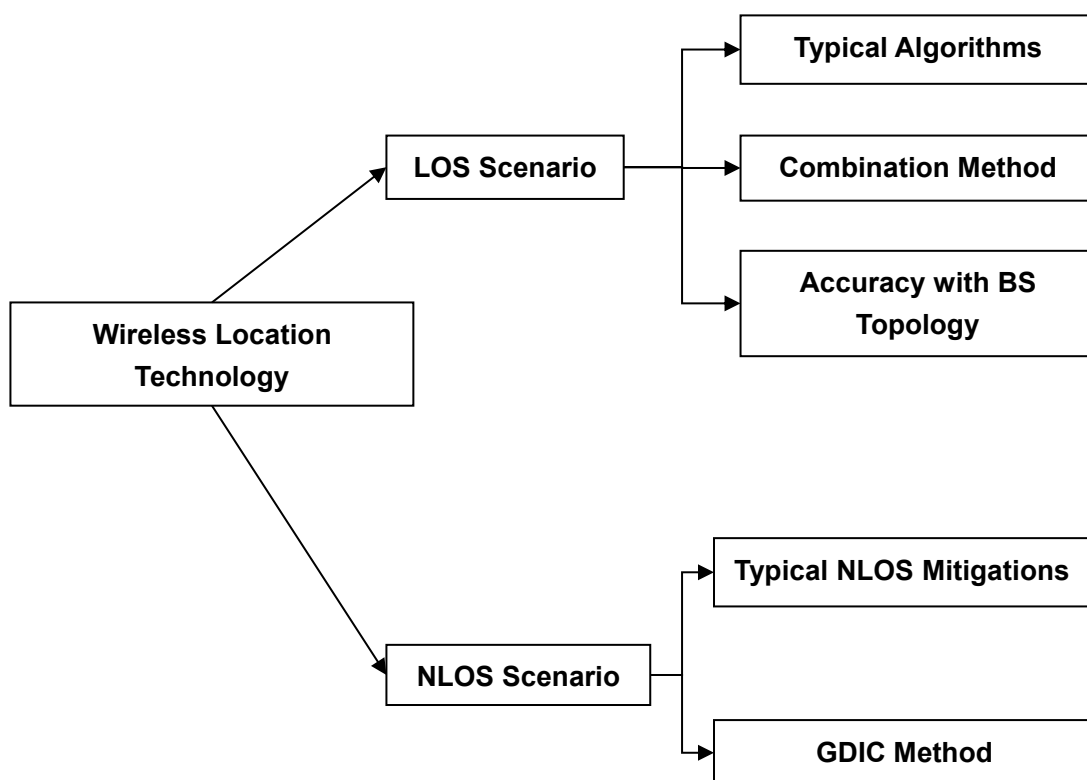 Typical Algorithms
LOS Scenario
Combination Method
Accuracy with BS
Topology
Wireless Location
Technology
Typical NLOS Mitigations
NLOS Scenario
GDIC Method